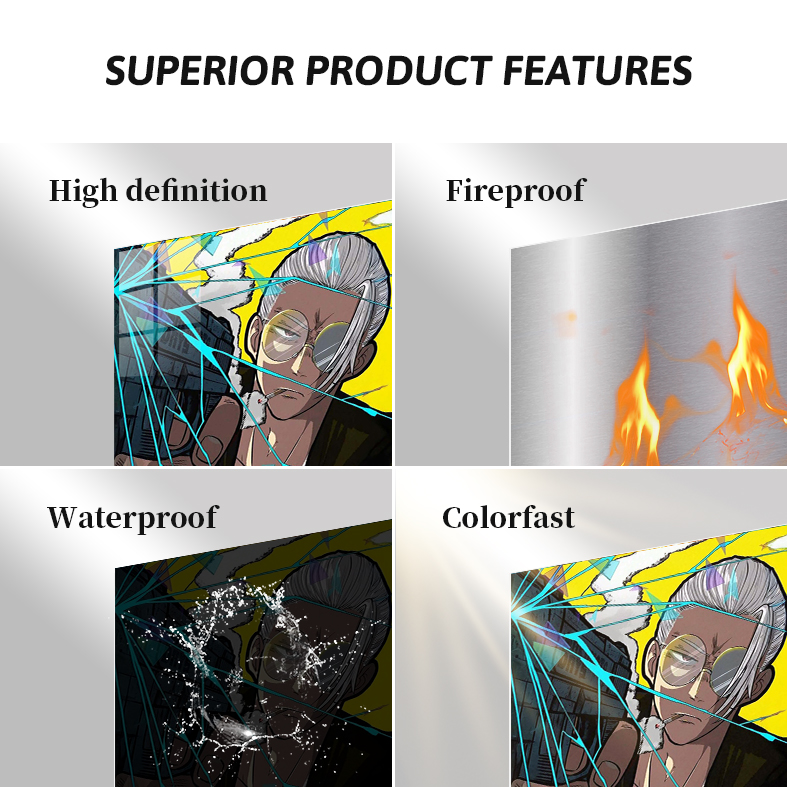 SUPERIOR PRODUCT FEATURES
High definition
Fireproof
Waterproof
Colorfast